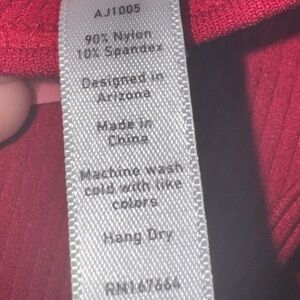 AJ1005
90% Nylon
10% Spandex
Designed in
Arizona
Made in
China
Machine wash
cold with like
colors
Hang Dry
RN167664